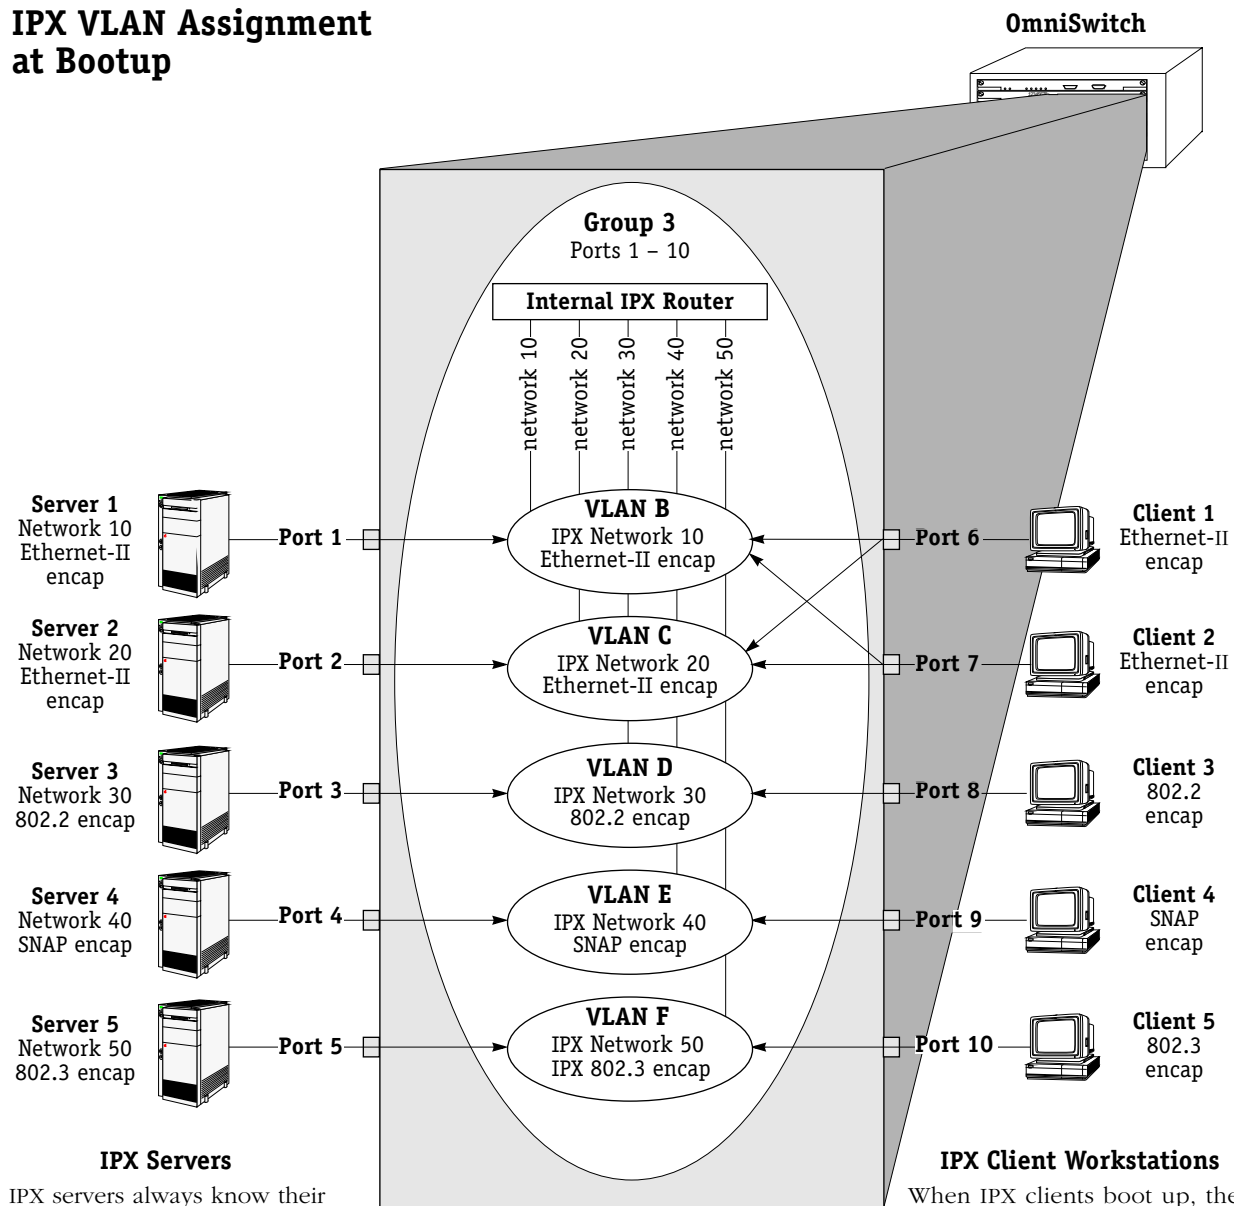 IPX VLAN Assignment
at Bootup
OmniSwitch
Group 3
Ports 1 – 10
Internal IPX Router
network 10
network 20
network 30
network 40
network 50
Server 1
Network 10
Ethernet-II
encap
Port 1
VLAN B
IPX Network 10
Ethernet-II encap
Port 6
Client 1
Ethernet-II
encap
Server 2
Network 20
Ethernet-II
encap
Port 2
VLAN C
IPX Network 20
Ethernet-II encap
Port 7
Client 2
Ethernet-II
encap
Server 3
Network 30
802.2 encap
Port 3
VLAN D
IPX Network 30
802.2 encap
Port 8
Client 3
802.2
encap
Server 4
Network 40
SNAP encap
Port 4
VLAN E
IPX Network 40
SNAP encap
Port 9
Client 4
SNAP
encap
Server 5
Network 50
802.3 encap
Port 5
VLAN F
IPX Network 50
IPX 802.3 encap
Port 10
Client 5
802.3
encap
IPX Servers
IPX servers always know their
IPX Client Workstations
When IPX clients boot up, the